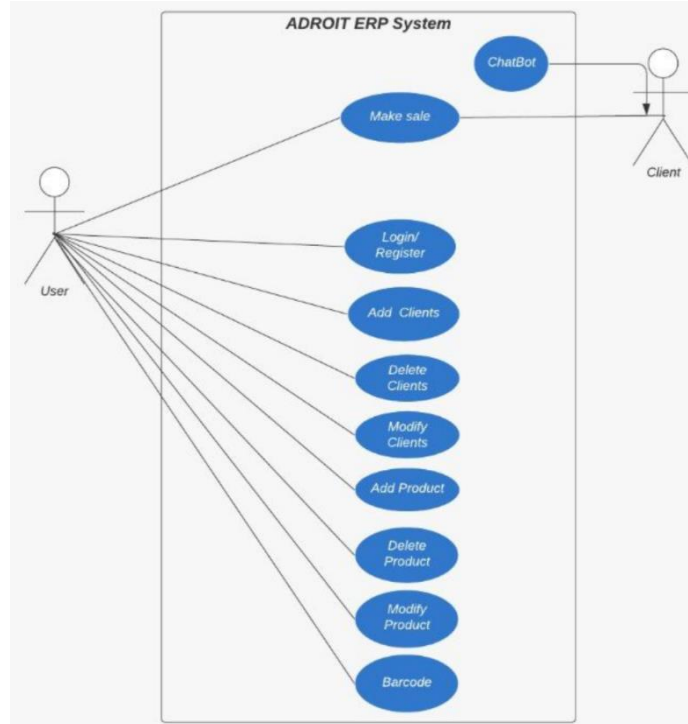 ADROIT ERP System
ChatBot
Make sale
Client
Login/
Register
User
Add Clients
Delete
Clients
Modify
Clients
Add Product
Delete
Product
Modify
Product
Barcode